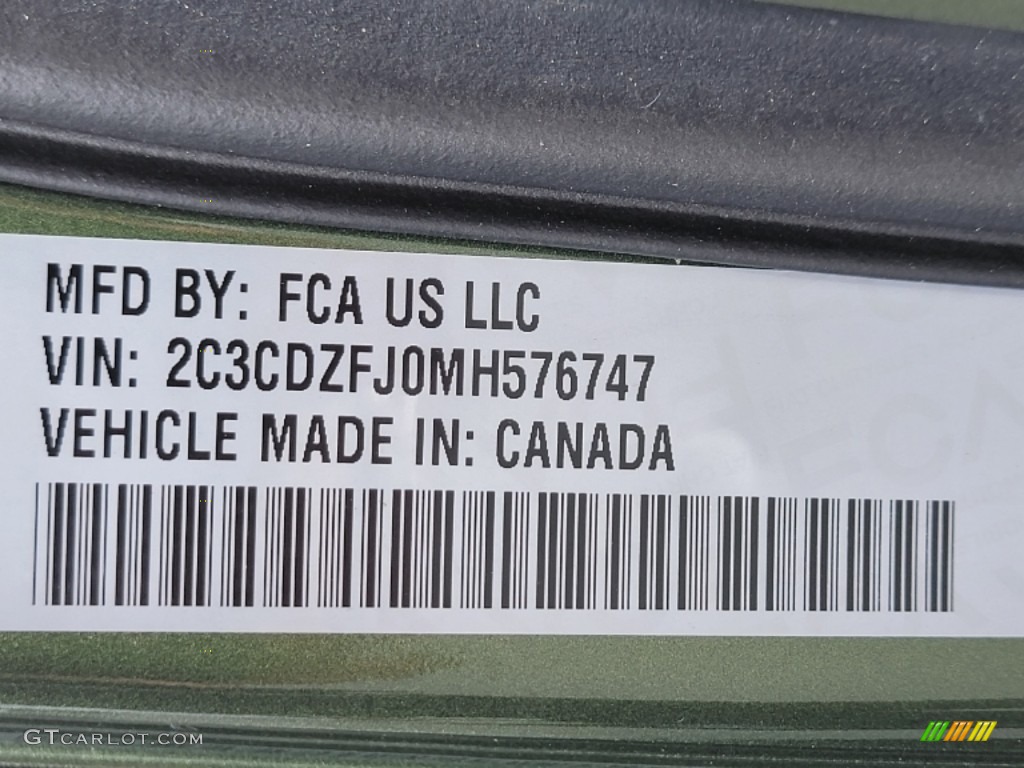 MFD BY: FCA US LLC
VIN: 2C3CDZFJ0MH576747
VEHICLE MADE IN: CANADA
GTCARLOT.COM